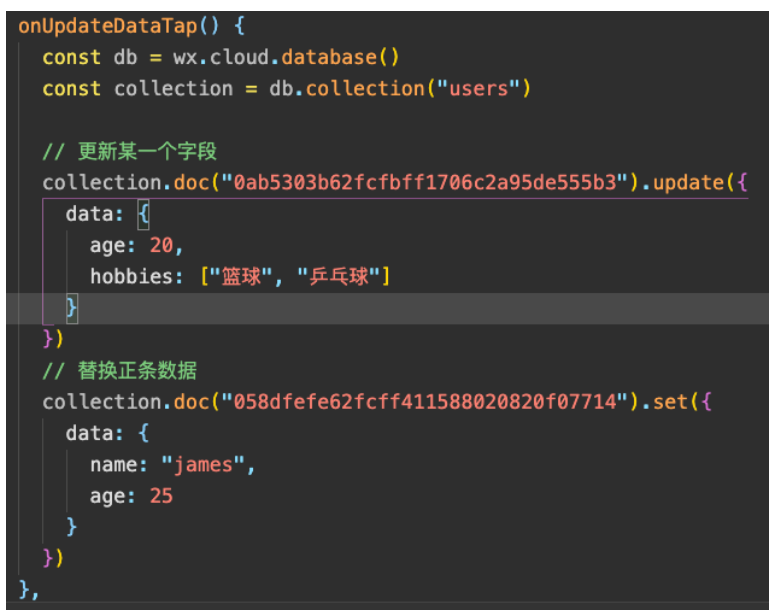 onUpdateDataTap() {
const db = wx.cloud.database()
const collection = db.collection("users")
// 更新某一个字段
collection.doc("0ab5303b62fcfbff1706c2a95de555b3").update({
data: {
age: 20,
hobbies: ["篮球", "乒乓球"]
}
})
// 替换正条数据
collection.doc("058dfefe62fcff411588020820f07714").set({
data: {
name: "james",
age: 25
}
})
},